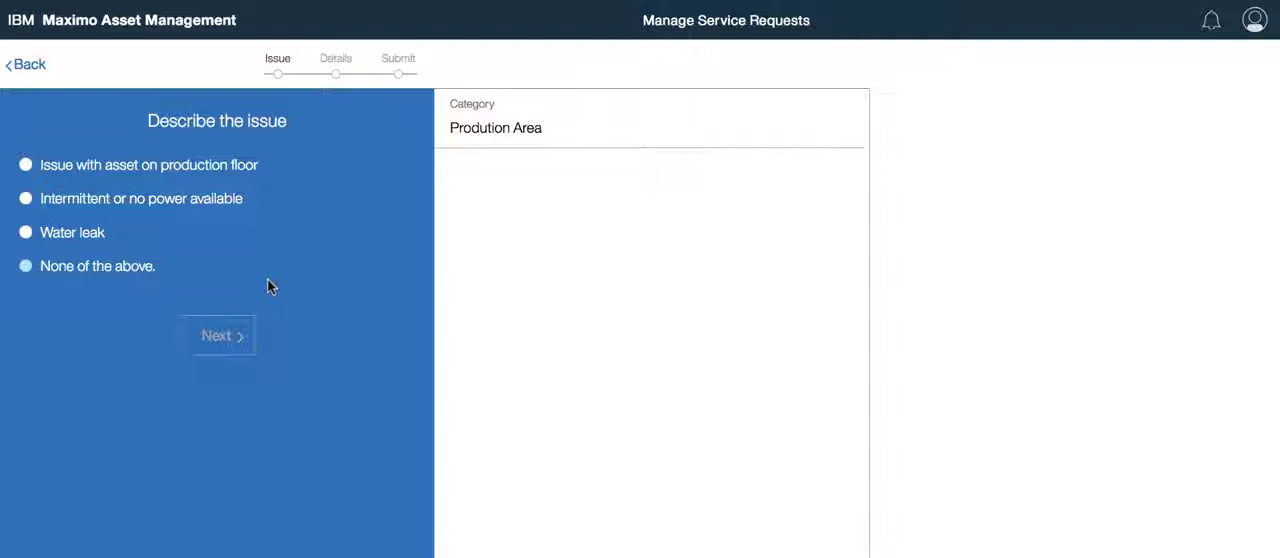 IBM Maximo Asset Management
Manage Service Requests
Back
Issue
Details
Submit
Describe the issue
Issue with asset on production floor
Intermittent or no power available
Water leak
None of the above.
Next
Category
Prodution Area